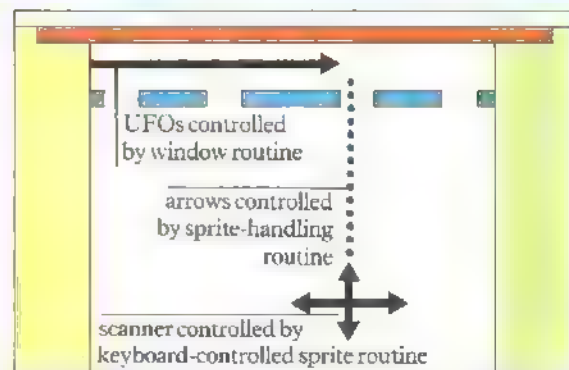 UFOs controlled
by window routine
arrows controlled
by sprite-handling
routine
scanner controlled by
keyboard-controlled sprite routine